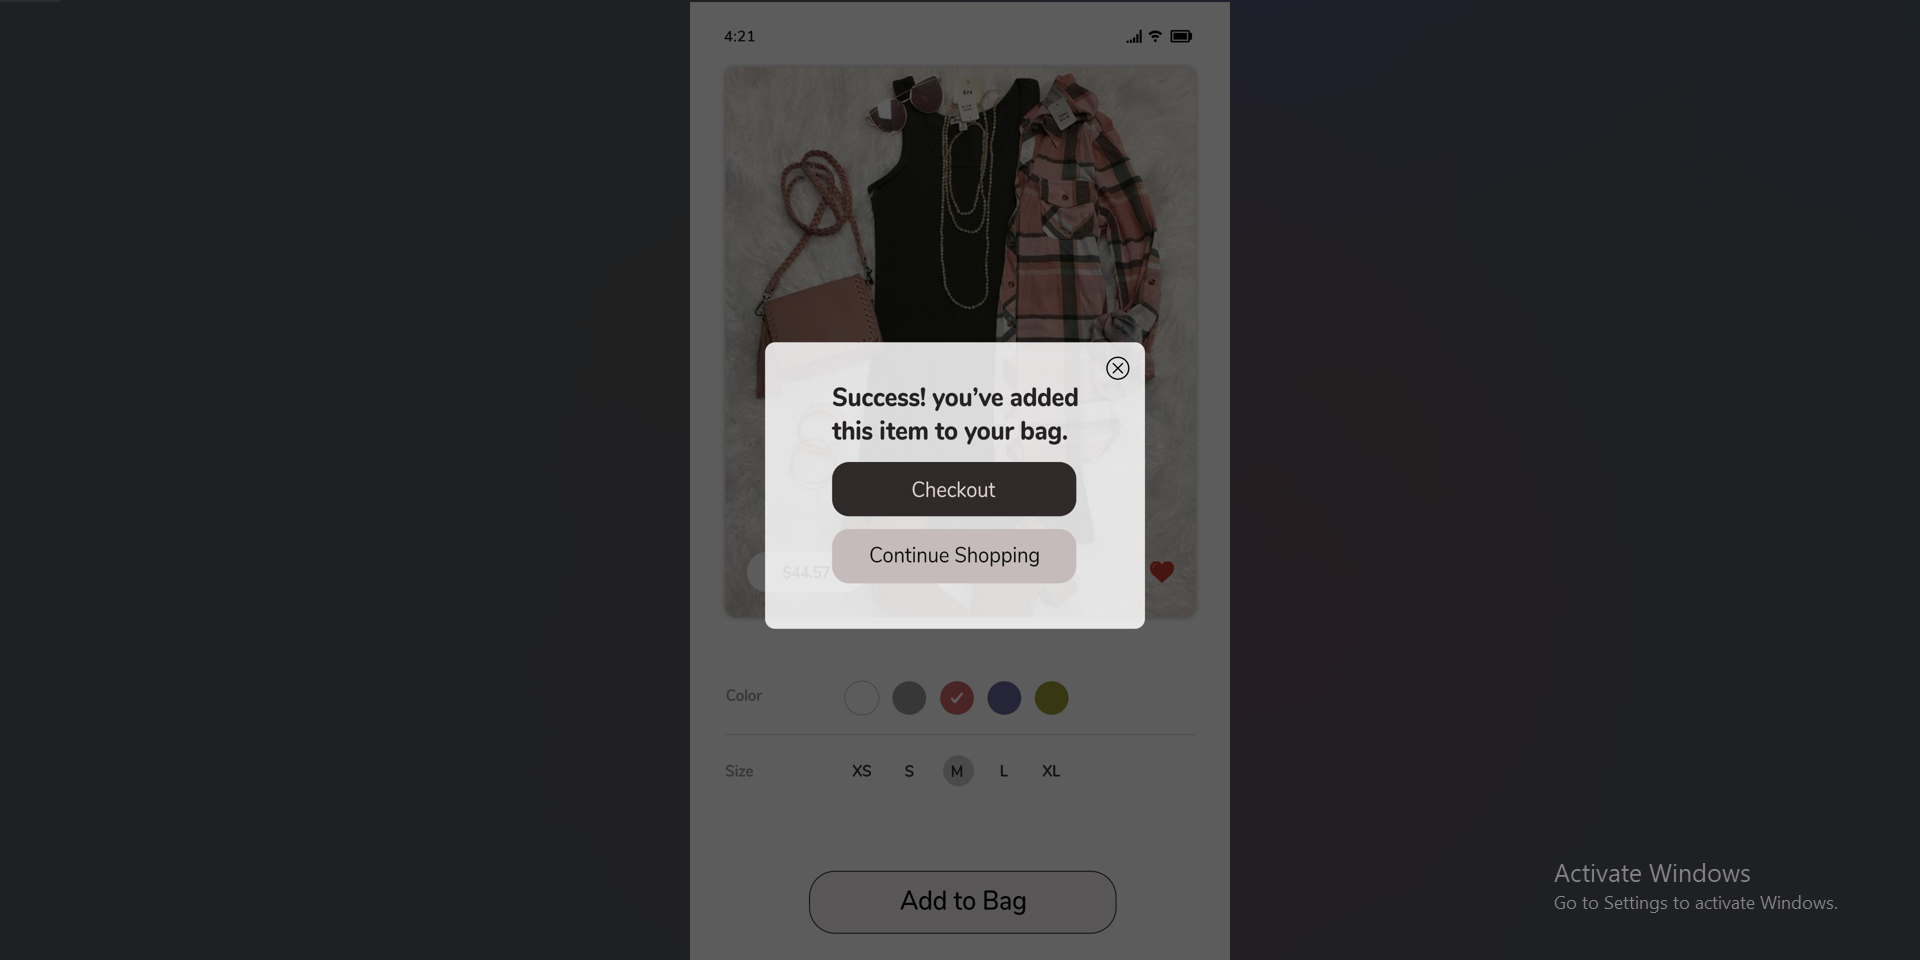 4:21
$24
Success! you’ve added
this item to your bag.
Checkout
Continue Shopping
$44.57
Color
Size
XS
S
M
L
XL
Add to Bag
Activate Windows
Go to Settings to activate Windows.